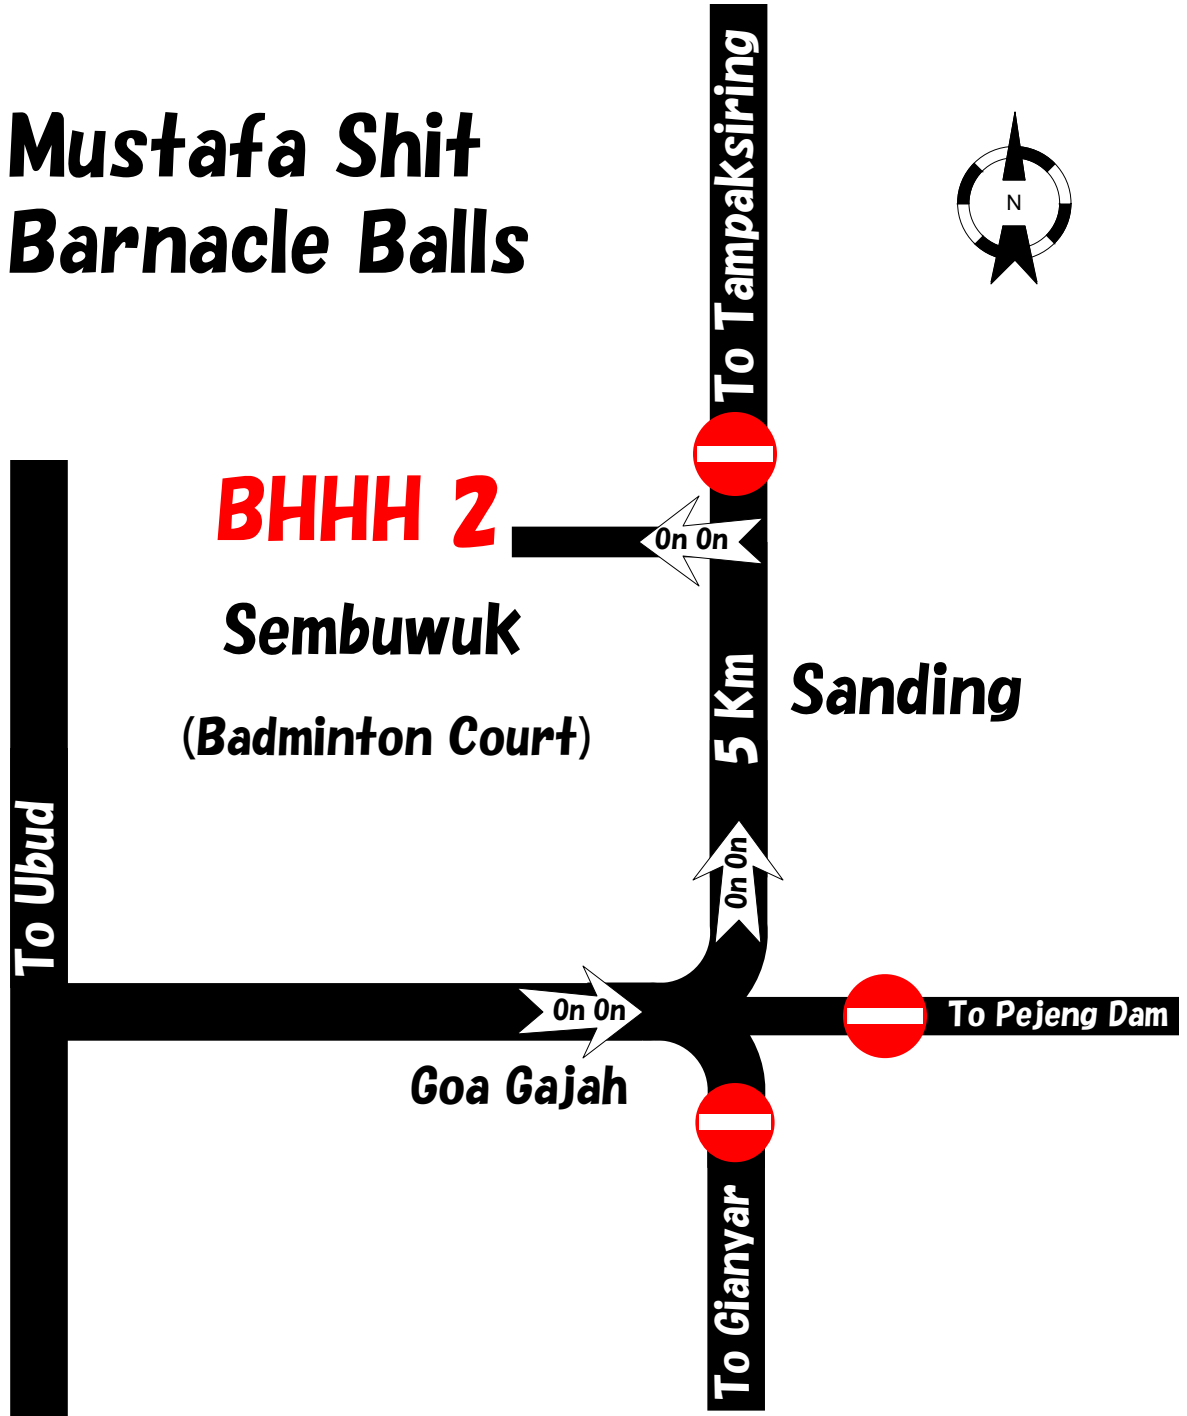 Mustafa Shit
Barnacle Balls
To Tampaksiring
N
BHHH 2
On On
Sembuwuk
(Badminton Court)
5 Km
Sanding
To Ubud
On On
On On
To Pejeng Dam
Goa Gajah
To Gianyar